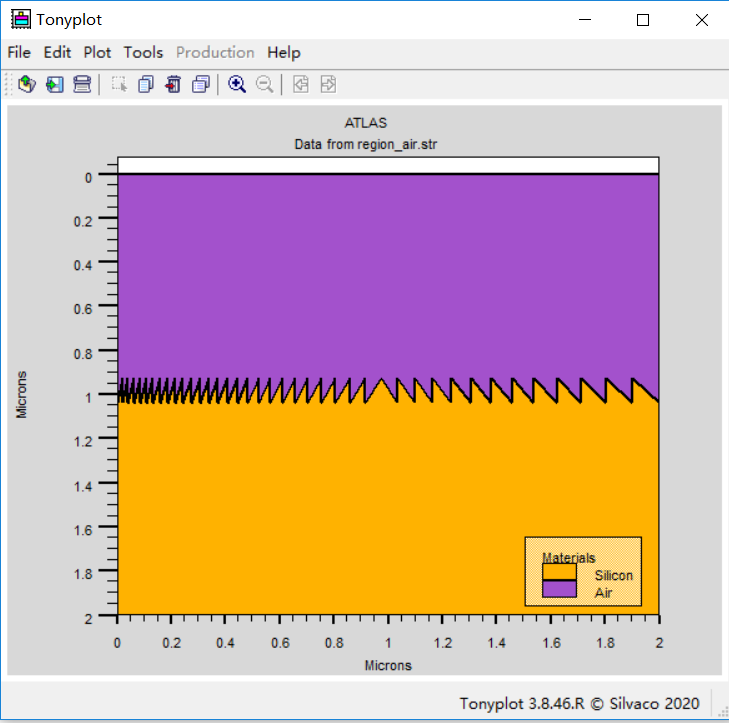 Tonyplot
File Edit Plot Tools Production Help
ATLAS
Data from region_air.str
0
0.2
0.4
0.6
0.8
1
1.2
1.4
1.6
1.8
2
Microns
0 0.2 0.4 0.6 0.8 1 1.2 1.4 1.6 1.8 2
Microns
Materials
Silicon
Air
Tonyplot 3.8.46.R © Silvaco 2020